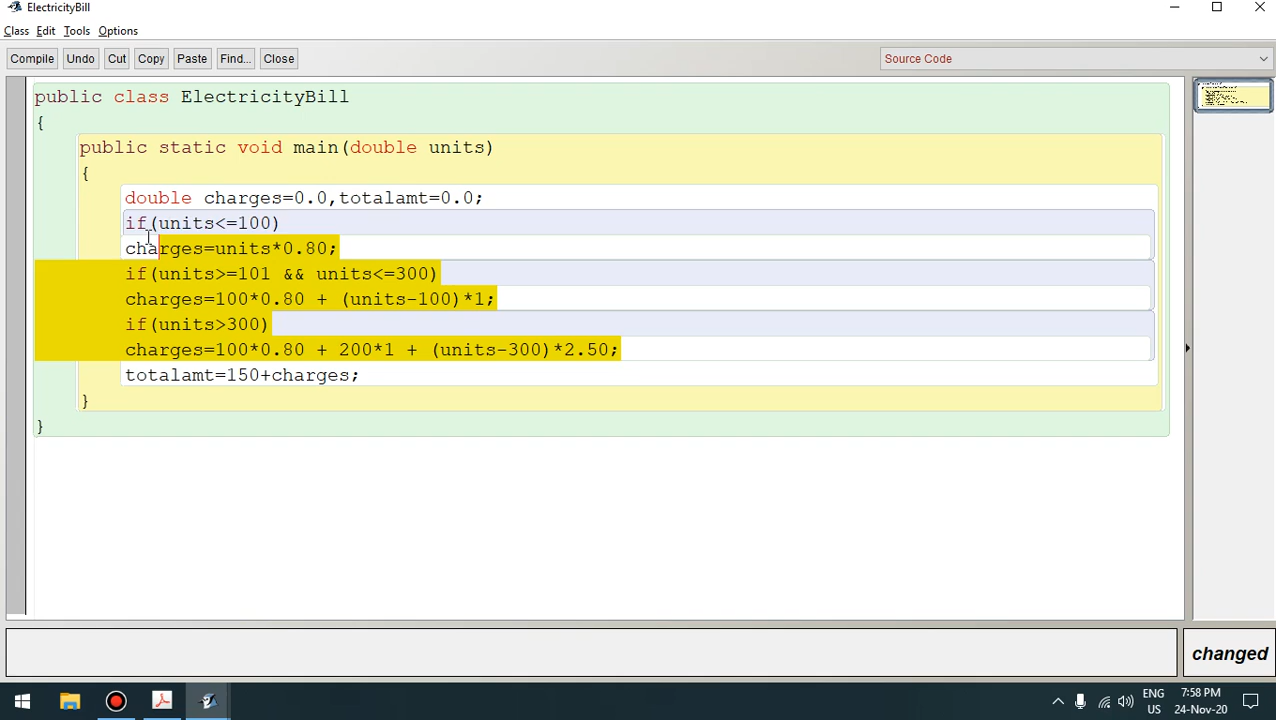 ElectricityBill
Class Edit Tools Options
Compile Undo Cut Copy Paste Find... Close Source Code
public class ElectricityBill
{
public static void main(double units)
{
double charges=0.0,totalamt=0.0;
if(units<=100)
charges=units*0.80;
if(units>=101 && units<=300)
charges=100*0.80 + (units-100)*1;
if(units>300)
charges=100*0.80 + 200*1 + (units-300)*2.50;
totalamt=150+charges;
}
}
changed
ENG 7:58 PM
US 24-Nov-20